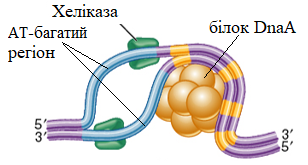 Хеліказа
АТ-багатий
регіон
білок DnaA
5′
3′
3′
5′